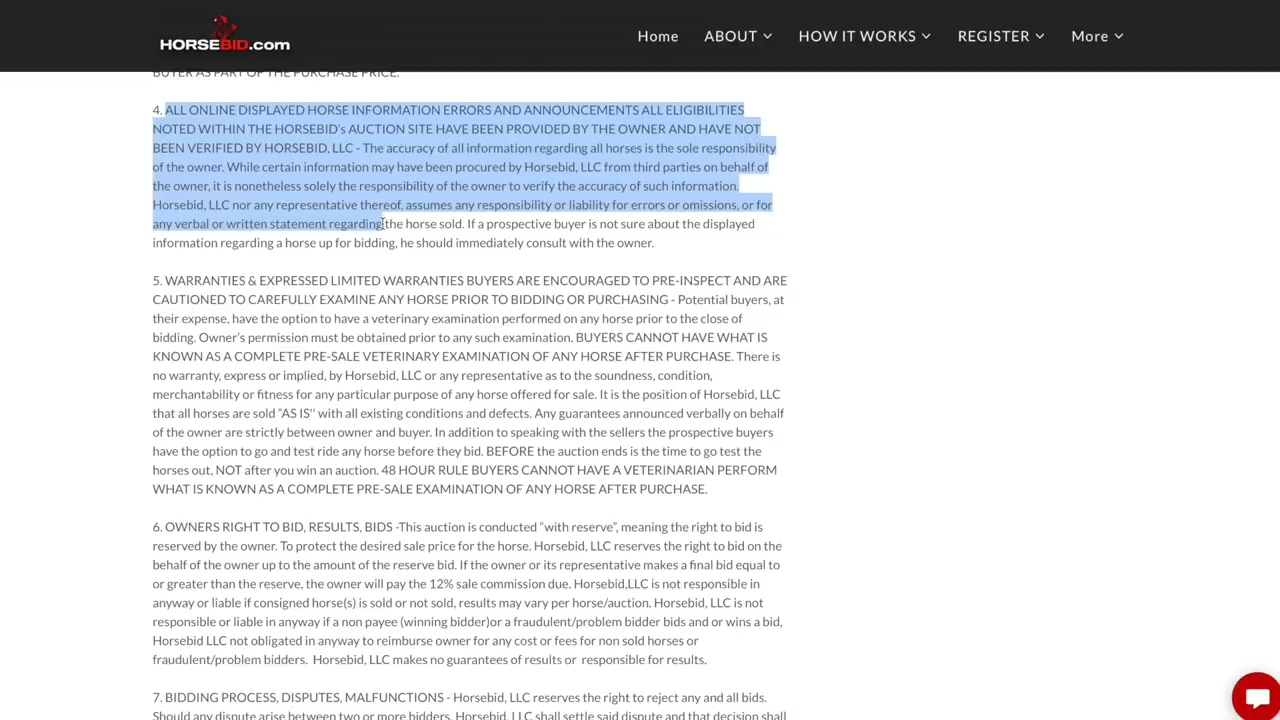 HORSEBID.com
Home
ABOUT
HOW IT WORKS
REGISTER
More
BUYER AS PART OF THE PURCHASE PRICE.
4. ALL ONLINE DISPLAYED HORSE INFORMATION ERRORS AND ANNOUNCEMENTS ALL ELIGIBILITIES
NOTED WITHIN THE HORSEBID's AUCTION SITE HAVE BEEN PROVIDED BY THE OWNER AND HAVE NOT
BEEN VERIFIED BY HORSEBID, LLC - The accuracy of all information regarding all horses is the sole responsibility
of the owner. While certain information may have been procured by Horsebid, LLC from third parties on behalf of
the owner, it is nonetheless solely the responsibility of the owner to verify the accuracy of such information.
Horsebid, LLC nor any representative thereof, assumes any responsibility or liability for errors or omissions, or for
any verbal or written statement regarding the horse sold. If a prospective buyer is not sure about the displayed
information regarding a horse up for bidding, he should immediately consult with the owner.
5. WARRANTIES & EXPRESSED LIMITED WARRANTIES BUYERS ARE ENCOURAGED TO PRE-INSPECT AND ARE
CAUTIONED TO CAREFULLY EXAMINE ANY HORSE PRIOR TO BIDDING OR PURCHASING - Potential buyers, at
their expense, have the option to have a veterinary examination performed on any horse prior to the close of
bidding. Owner’s permission must be obtained prior to any such examination. BUYERS CANNOT HAVE WHAT IS
KNOWN AS A COMPLETE PRE-SALE VETERINARY EXAMINATION OF ANY HORSE AFTER PURCHASE. There is
no warranty, express or implied, by Horsebid, LLC or any representative as to the soundness, condition,
merchantability or fitness for any particular purpose of any horse offered for sale. It is the position of Horsebid, LLC
that all horses are sold “AS IS'' with all existing conditions and defects. Any guarantees announced verbally on behalf
of the owner are strictly between owner and buyer. In addition to speaking with the sellers the prospective buyers
have the option to go and test ride any horse before they bid. BEFORE the auction ends is the time to go test the
horses out, NOT after you win an auction. 48 HOUR RULE BUYERS CANNOT HAVE A VETERINARIAN PERFORM
WHAT IS KNOWN AS A COMPLETE PRE-SALE EXAMINATION OF ANY HORSE AFTER PURCHASE.
6. OWNERS RIGHT TO BID, RESULTS, BIDS -This auction is conducted “with reserve”, meaning the right to bid is
reserved by the owner. To protect the desired sale price for the horse. Horsebid, LLC reserves the right to bid on the
behalf of the owner up to the amount of the reserve bid. If the owner or its representative makes a final bid equal to
or greater than the reserve, the owner will pay the 12% sale commission due. Horsebid,LLC is not responsible in
anyway or liable if consigned horse(s) is sold or not sold, results may vary per horse/auction. Horsebid, LLC is not
responsible or liable in anyway if a non payee (winning bidder)or a fraudulent/problem bidder bids and or wins a bid,
Horsebid LLC not obligated in anyway to reimburse owner for any cost or fees for non sold horses or
fraudulent/problem bidders.  Horsebid, LLC makes no guarantees of results or  responsible for results.
7. BIDDING PROCESS, DISPUTES, MALFUNCTIONS - Horsebid, LLC reserves the right to reject any and all bids.
Should any dispute arise between two or more bidders, Horsebid, LLC shall settle said dispute and that decision shall